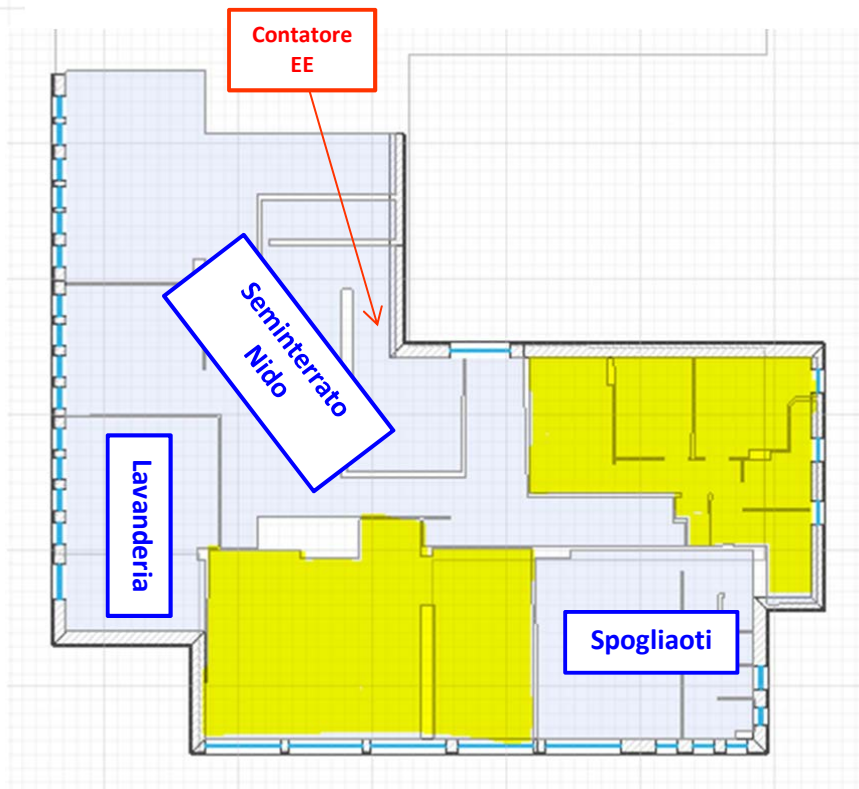 Contatore
EE
Seminterrato
Nido
Lavanderia
Spogliaoti